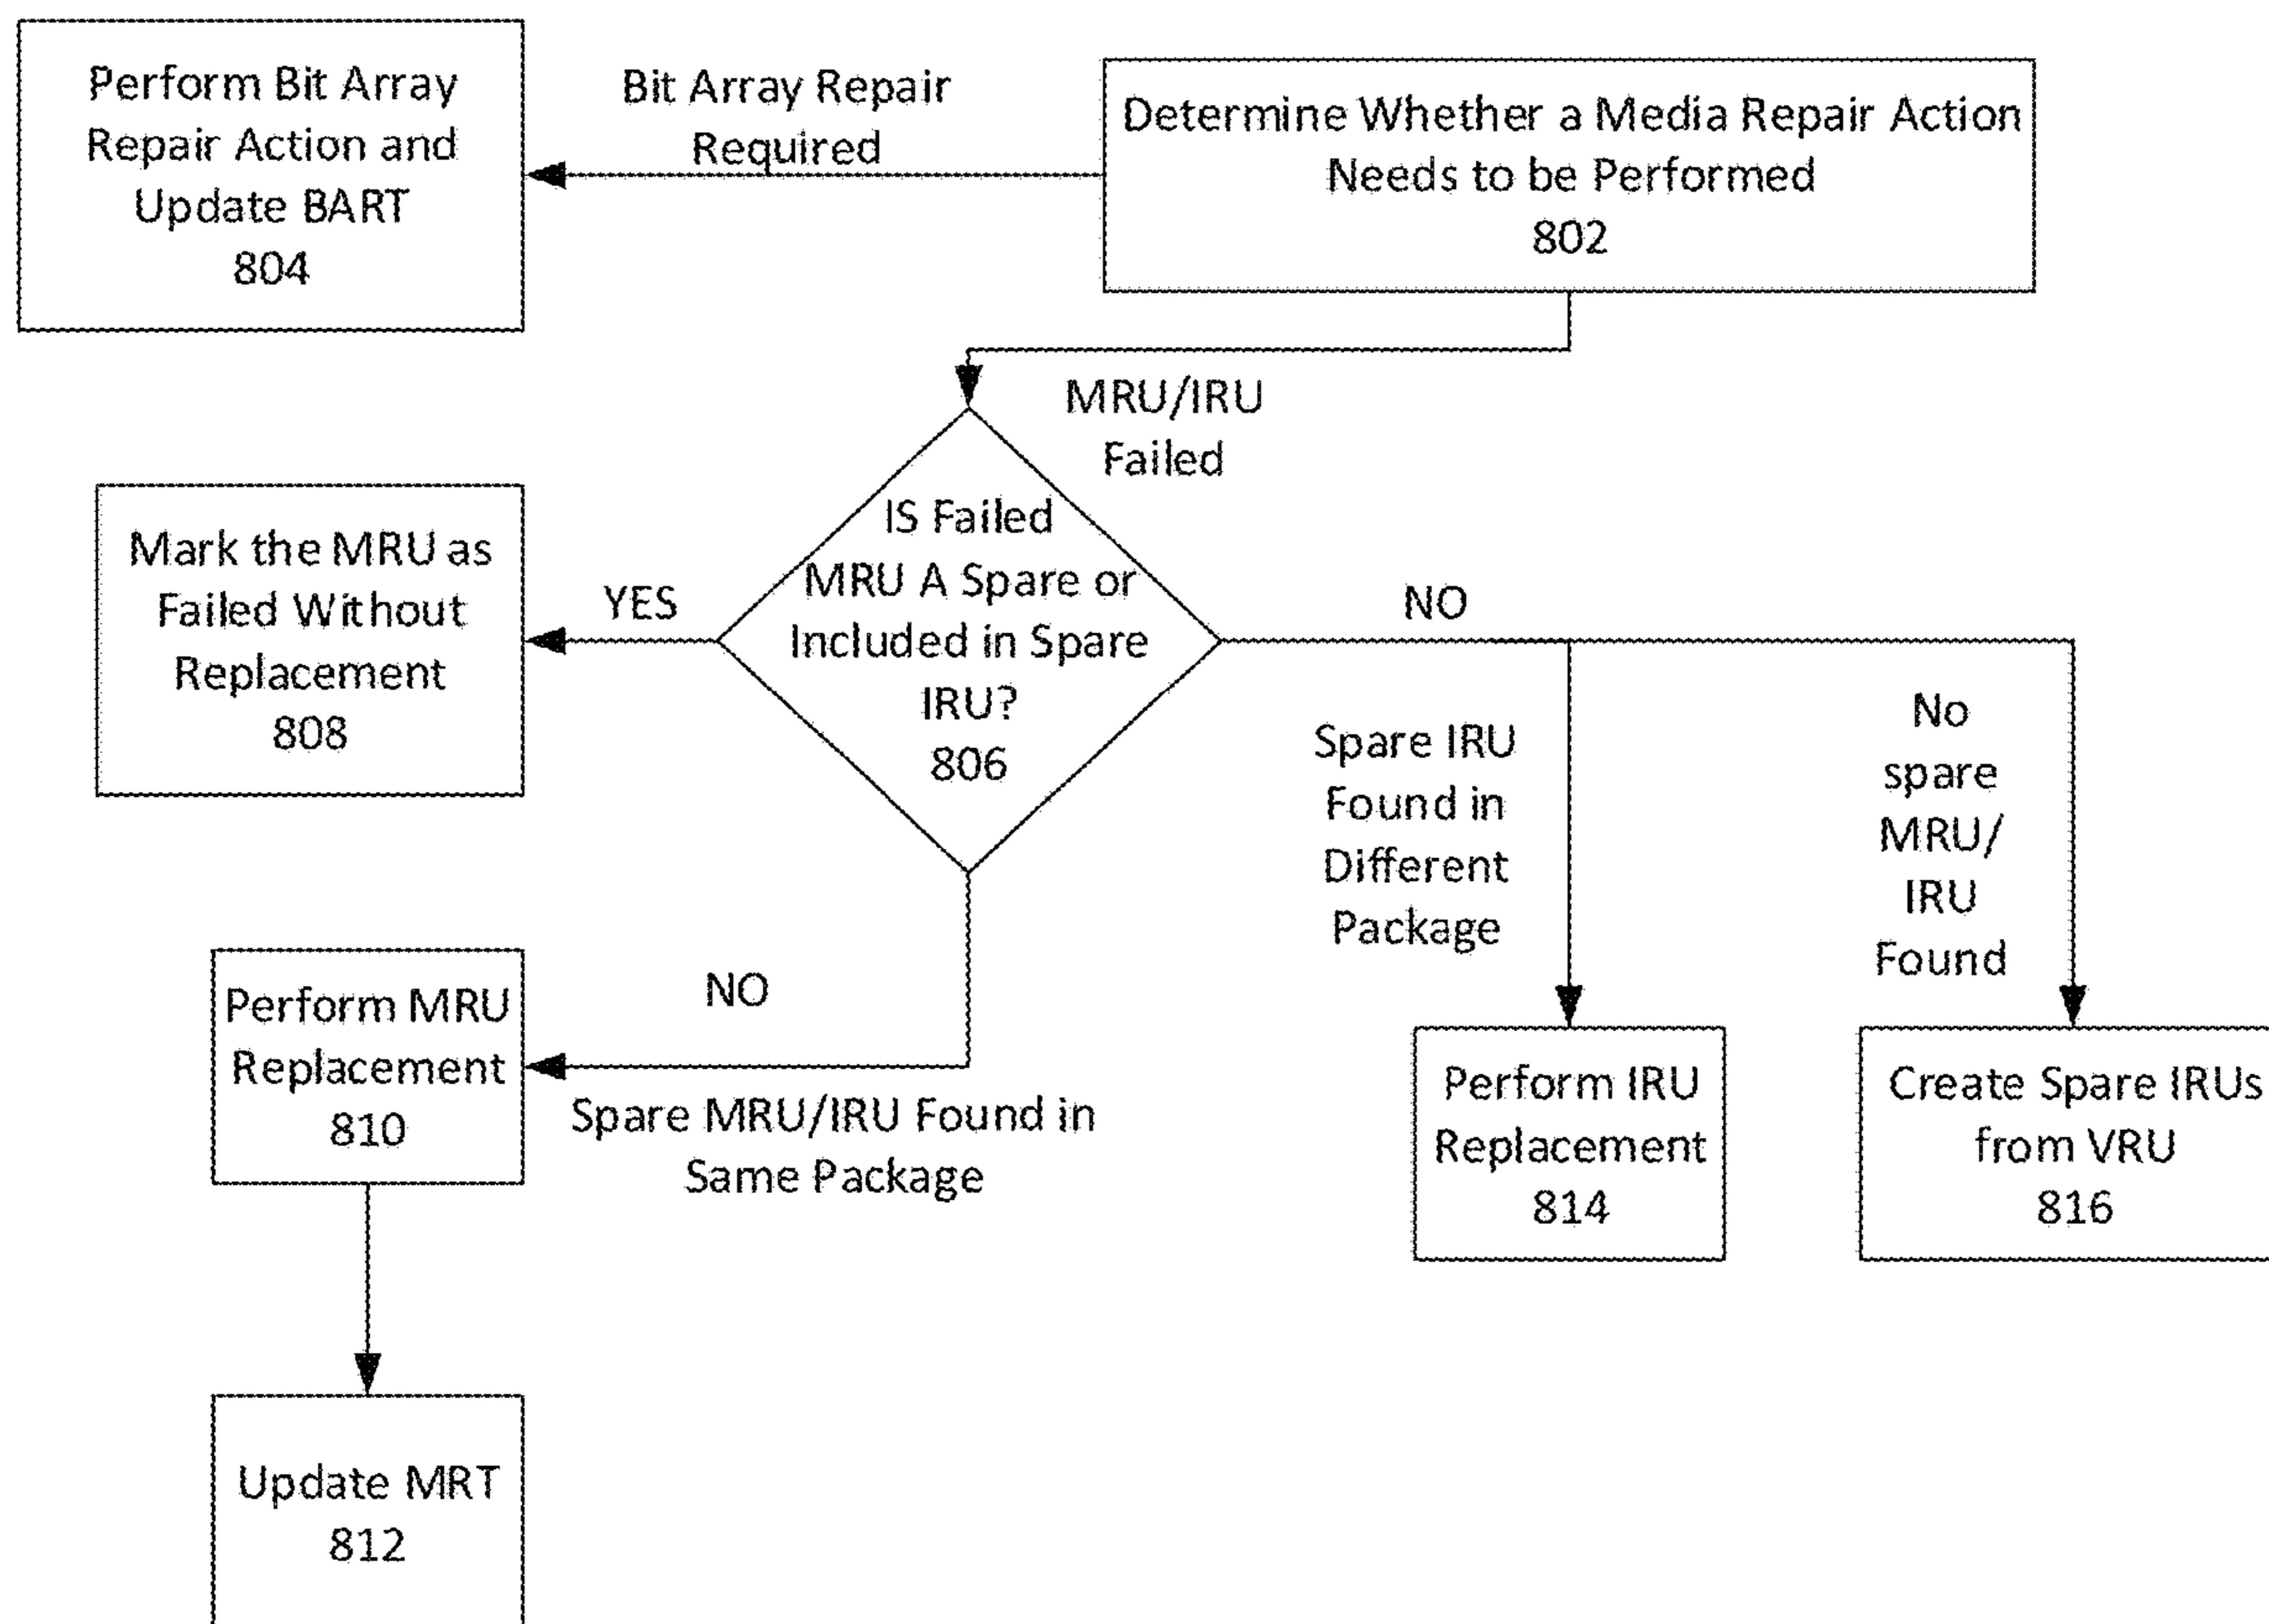 Perform Bit Array
Repair Action and
Update BART
804
Bit Array Repair
Required
Determine Whether a Media Repair Action
Needs to be Performed
802
MRU/IRU
Failed
IS Failed
MRU A Spare or
Included in Spare
IRU?
806
YES
Mark the MRU as
Failed Without
Replacement
808
NO
Spare IRU
Found in
Different
Package
No
spare
MRU/
IRU
Found
NO
Perform MRU
Replacement
810
Spare MRU/IRU Found in
Same Package
Perform IRU
Replacement
814
Create Spare IRUs
from VRU
816
Update MRT
812